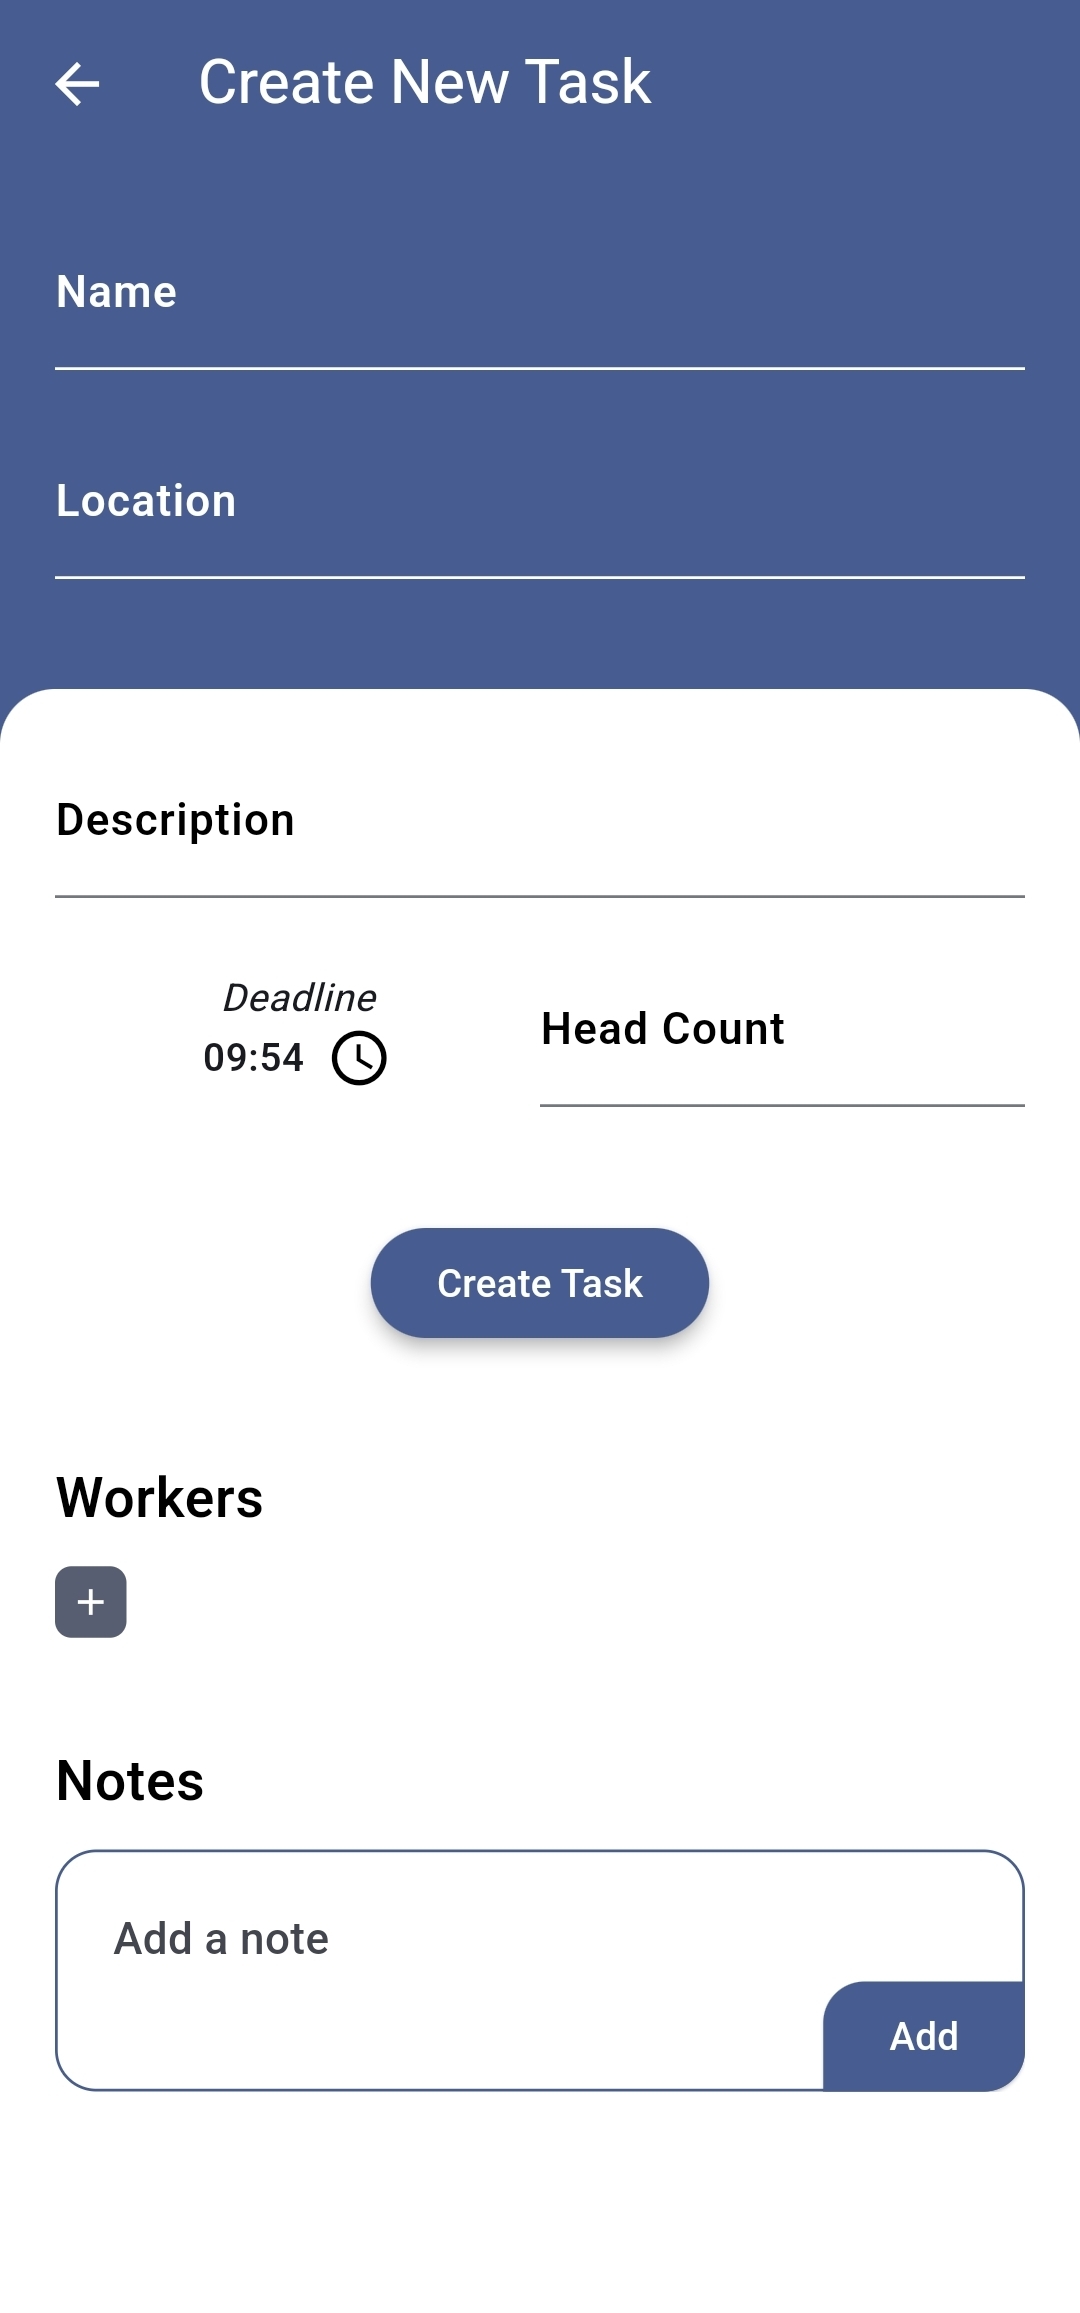 Create New Task
Name
Location
Description
Deadline
09:54
Head Count
Create Task
Workers
+
Notes
Add a note
Add